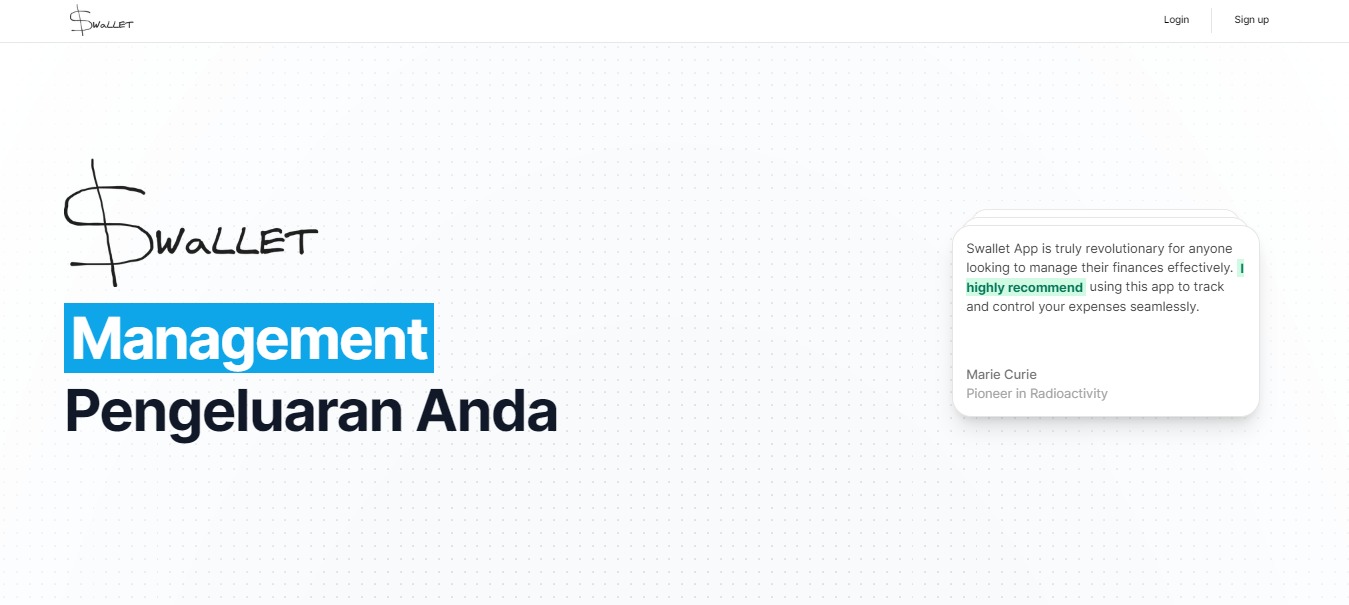 $WaLLET
Login
Sign up
$WaLLET
Management
Pengeluaran Anda
Swallet App is truly revolutionary for anyone
looking to manage their finances effectively. I
highly recommend using this app to track
and control your expenses seamlessly.
Marie Curie
Pioneer in Radioactivity